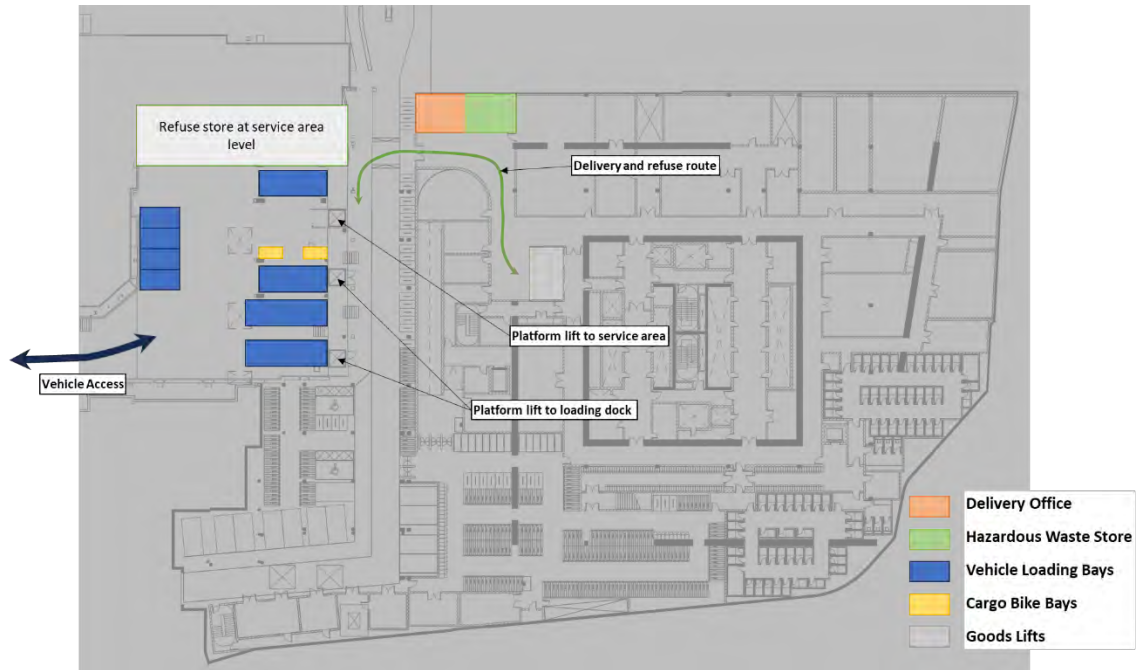 Refuse store at service area
level
Delivery and refuse route
Platform lift to service area
Vehicle Access
Platform lift to loading dock
Delivery Office
Hazardous Waste Store
Vehicle Loading Bays
Cargo Bike Bays
Goods Lifts